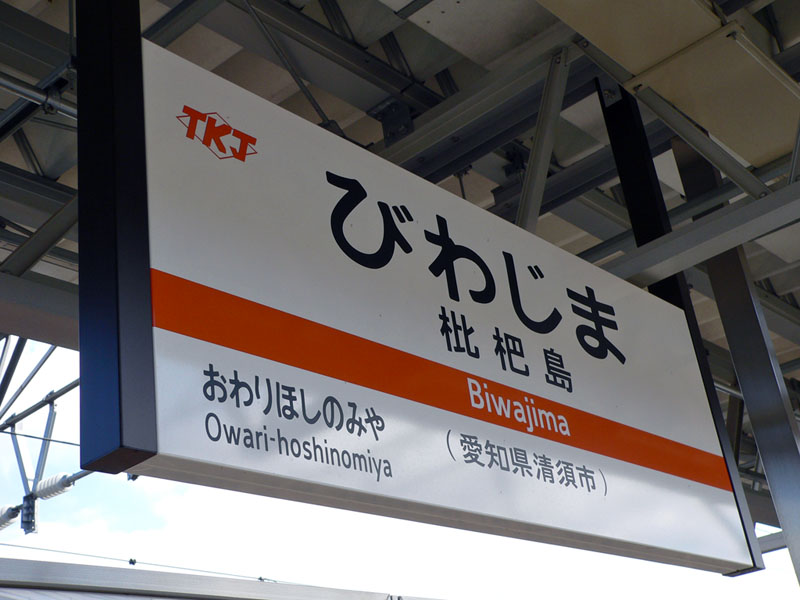 TKJ
びわじま
枇杷島
Biwajima
おわりほしのみや
Owari-hoshinomiya
(愛知県清須市)